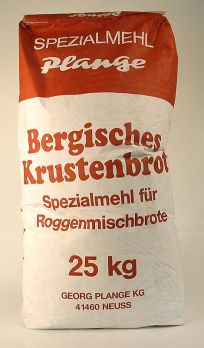 SPEZIALMEHL
Plange
Bergisches
Krustenbrot
Spezialmehl für
Roggenmischbrote
25 kg
GEORG PLANGE KG
41460 NEUSS